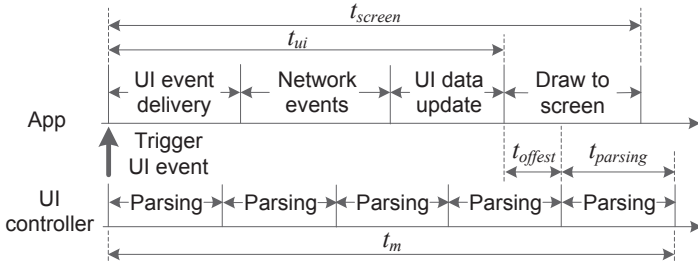 t_screen
t_ui
UI event delivery
Network events
UI data update
Draw to screen
App
Trigger UI event
t_offest
t_parsing
UI controller
Parsing
Parsing
Parsing
Parsing
Parsing
t_m